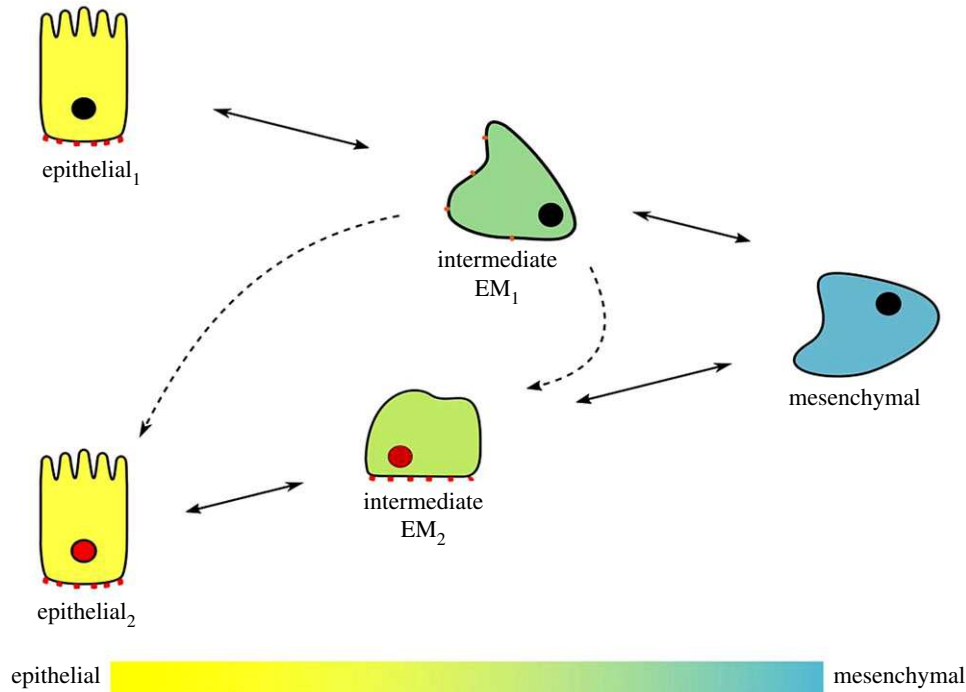 epithelial₁
intermediate
EM₁
mesenchymal
intermediate
EM₂
epithelial₂
epithelial
mesenchymal